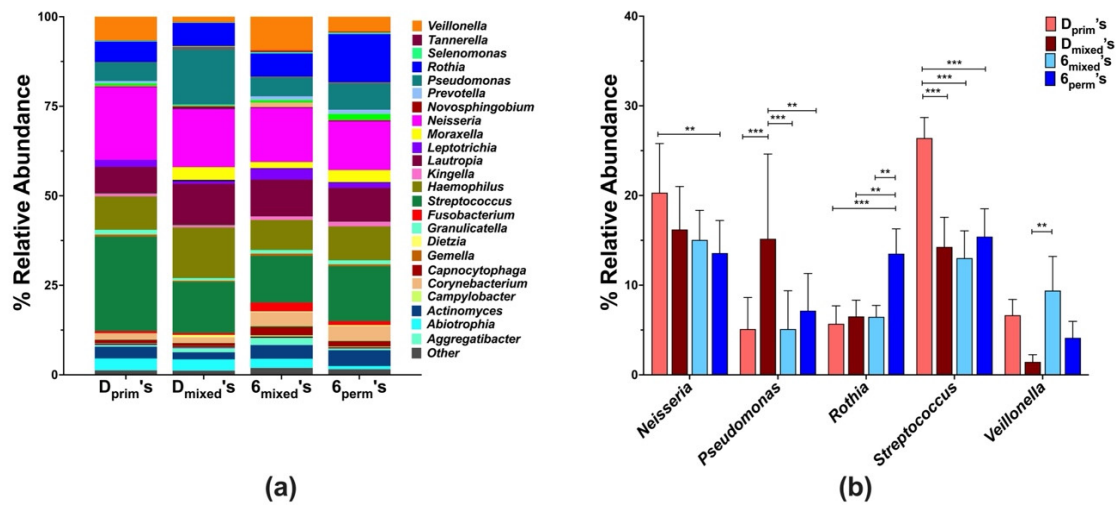 % Relative Abundance
100
75
50
25
0
Dprim's
Dmixed's
6mixed's
6perm's
Veillonella
Tannerella
Selenomonas
Rothia
Pseudomonas
Prevotella
Novosphingobium
Neisseria
Moraxella
Leptotrichia
Lautropia
Kingella
Haemophilus
Streptococcus
Fusobacterium
Granulicatella
Dietzia
Gemella
Capnocytophaga
Corynebacterium
Campylobacter
Actinomyces
Abiotrophia
Aggregatibacter
Other
(a)
% Relative Abundance
40
30
20
10
0
**
***
***
**
***
**
**
***
***
***
**
Dprim's
Dmixed's
6mixed's
6perm's
Neisseria
Pseudomonas
Rothia
Streptococcus
Veillonella
(b)